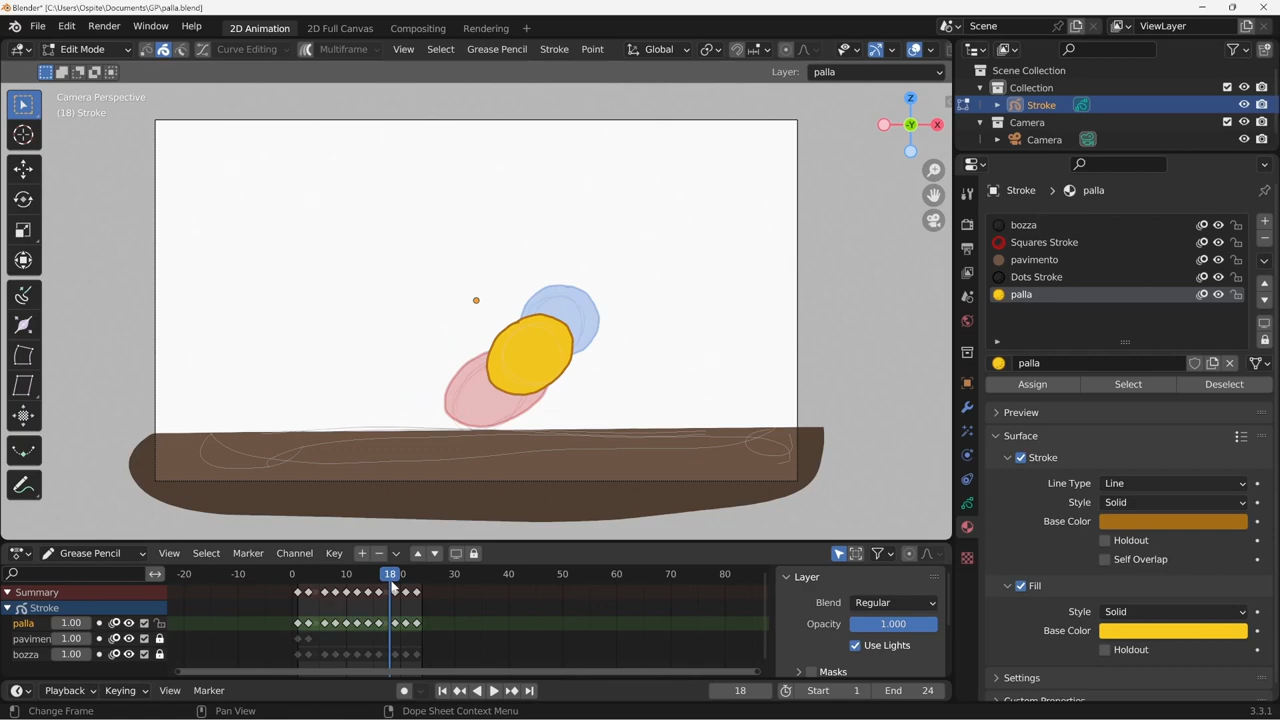 Blender* [C:\Users\Ospite\Documents\GP\palla.blend]
File Edit Render Window Help 2D Animation 2D Full Canvas Compositing Rendering + Scene ViewLayer
Edit Mode Curve Editing Multiframe View Select Grease Pencil Stroke Point Global
Layer: palla
Scene Collection
Collection
Stroke
Camera
Camera
Camera Perspective
(18) Stroke
Z
-Y X
Stroke > palla
bozza
Squares Stroke
pavimento
Dots Stroke
palla
palla
Assign Select Deselect
Preview
Surface
Stroke
Line Type Line
Style Solid
Base Color
Holdout
Self Overlap
Fill
Style Solid
Base Color
Holdout
Settings
Custom Properties
Grease Pencil View Select Marker Channel Key
-20 -10 0 10 18 0 30 40 50 60 70 80
Summary
Stroke
palla 1.00
pavimen 1.00
bozza 1.00
Layer
Blend Regular
Opacity 1.000
Use Lights
Masks
Playback Keying View Marker 18 Start 1 End 24
Change Frame Pan View Dope Sheet Context Menu 3.3.1